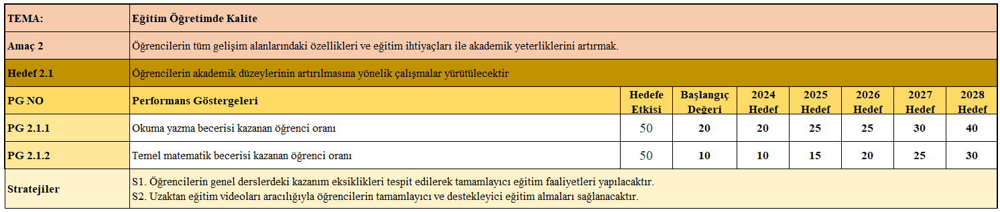 TEMA: Eğitim Öğretimde Kalite
Amaç 2 Öğrencilerin tüm gelişim alanlarındaki özellikleri ve eğitim ihtiyaçları ile akademik yeterliklerini artırmak.
Hedef 2.1 Öğrencilerin akademik düzeylerinin artırılmasına yönelik çalışmalar yürütülecektir
PG NO Performans Göstergeleri Hedefe Etkisi Başlangıç Değeri 2024 Hedef 2025 Hedef 2026 Hedef 2027 Hedef 2028 Hedef
PG 2.1.1 Okuma yazma becerisi kazanan öğrenci oranı 50 20 20 25 25 30 40
PG 2.1.2 Temel matematik becerisi kazanan öğrenci oranı 50 10 10 15 20 25 30
Stratejiler S1. Öğrencilerin genel derslerdeki kazanım eksiklikleri tespit edilerek tamamlayıcı eğitim faaliyetleri yapılacaktır.
S2. Uzaktan eğitim videoları aracılığıyla öğrencilerin tamamlayıcı ve destekleyici eğitim almaları sağlanacaktır.